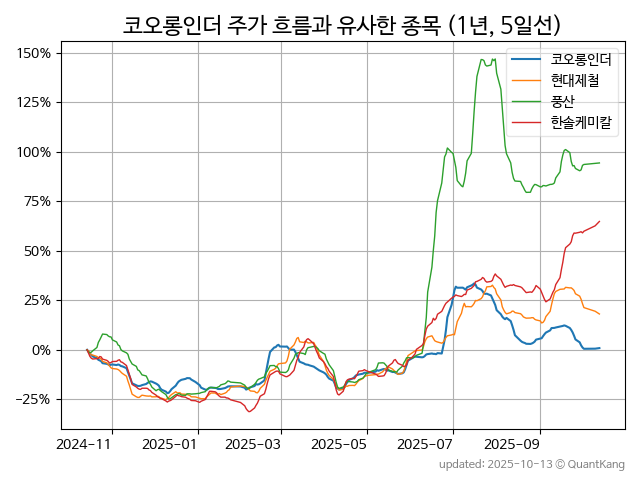 코오롱인더 주가 흐름과 유사한 종목 (1년, 5일선)
코오롱인더
현대제철
풍산
한솔케미칼
150%
125%
100%
75%
50%
25%
0%
−25%
2024-11
2025-01
2025-03
2025-05
2025-07
2025-09
updated: 2025-10-13 © QuantKang